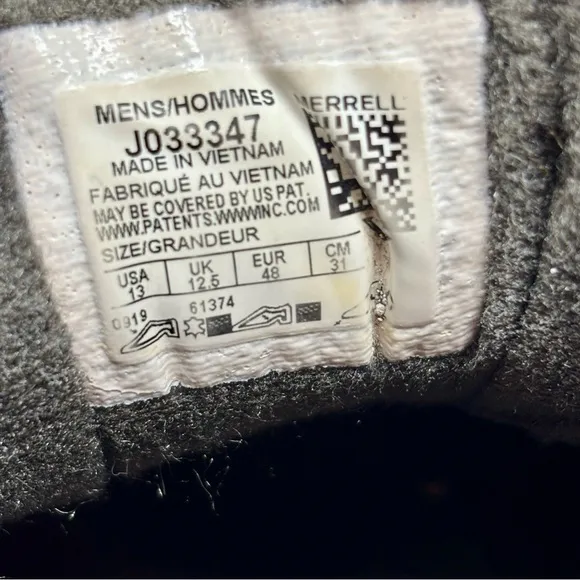 MENS/HOMMES MERRELL
J033347
MADE IN VIETNAM
FABRIQUÉ AU VIETNAM
MAY BE COVERED BY US PAT.
WWW.PATENTS.WWWINC.COM
SIZE/GRANDEUR
USA UK EUR CM
13 12.5 48 31
0919 61374